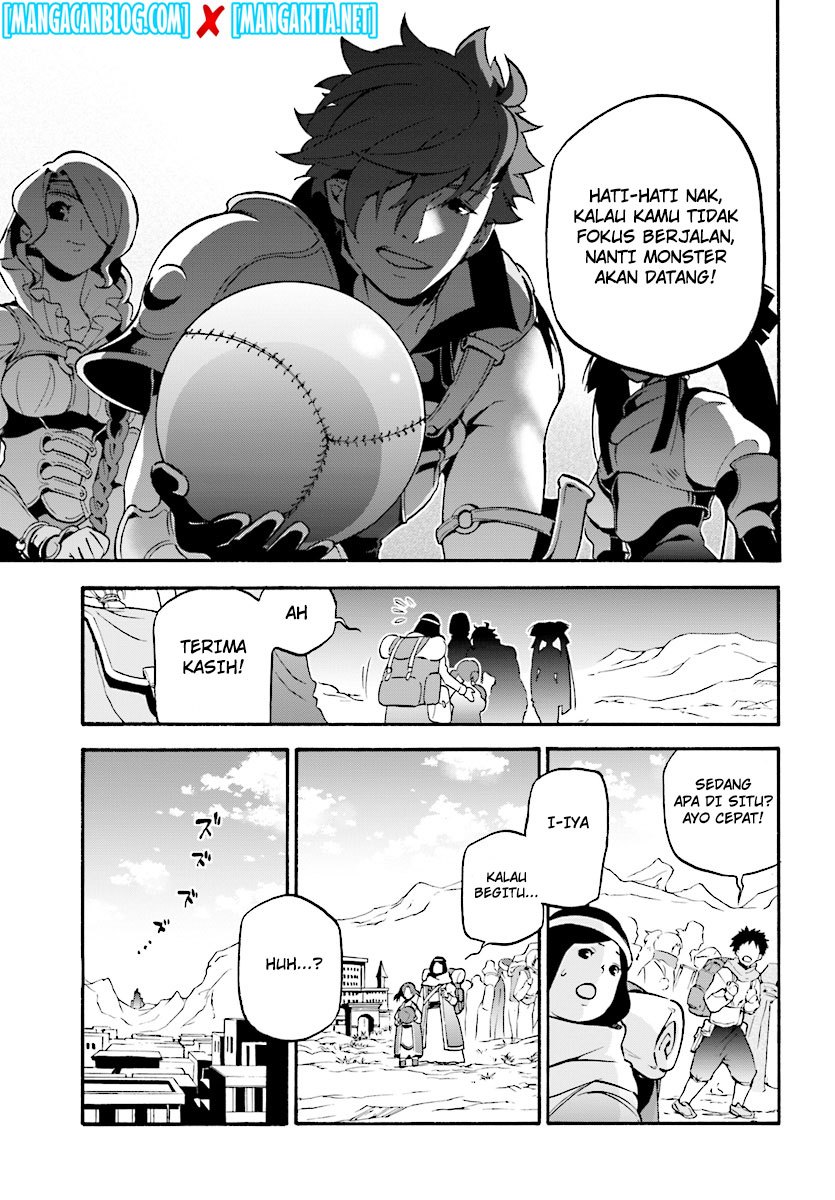 [MANGACANBLOG.COM] X [MANGAKITA.NET]
HATI-HATI NAK,
KALAU KAMU TIDAK
FOKUS BERJALAN,
NANTI MONSTER
AKAN DATANG!
AH
TERIMA
KASIH!
SEDANG
APA DI SITU?
AYO CEPAT!
I-IYA
KALAU
BEGITU...
ズ
ズ
ズ
HUH...?